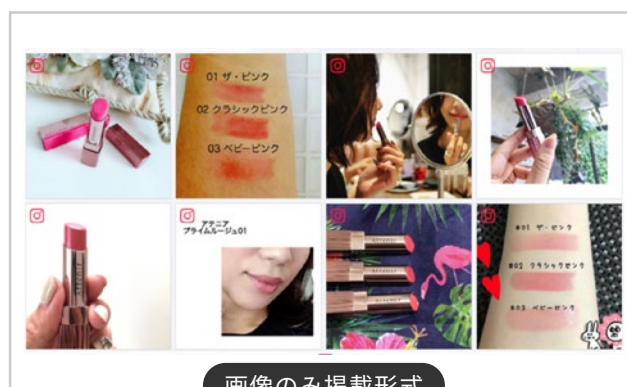 01 ザ・ピンク
02 クラシックピンク
03 ベビーピンク
アテニア
プライムルージュ01
#01 ザ・ピンク
#02 クラシックピンク
#03 ベビーピンク
画像のみ掲載形式